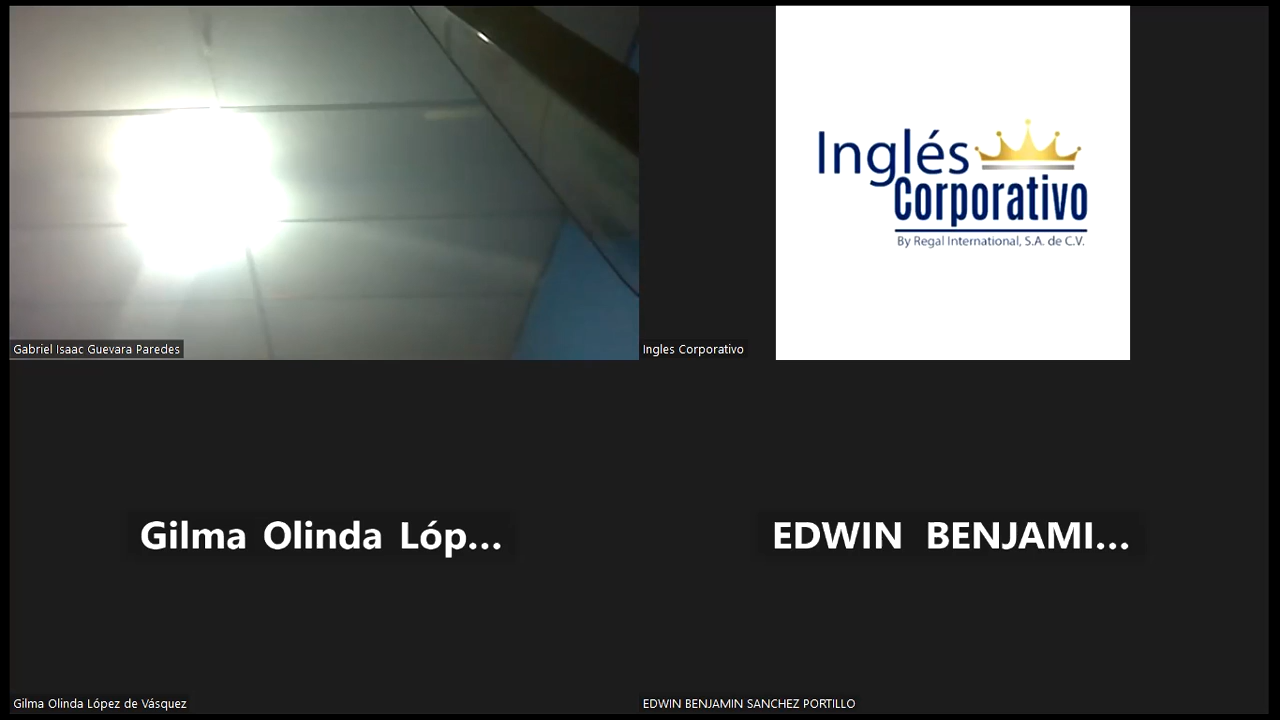 Inglés
Corporativo
By Regal International, S.A. de C.V.
Gabriel Isaac Guevara Paredes
Ingles Corporativo
Gilma Olinda Lóp...
EDWIN BENJAMI...
Gilma Olinda López de Vásquez
EDWIN BENJAMIN SANCHEZ PORTILLO